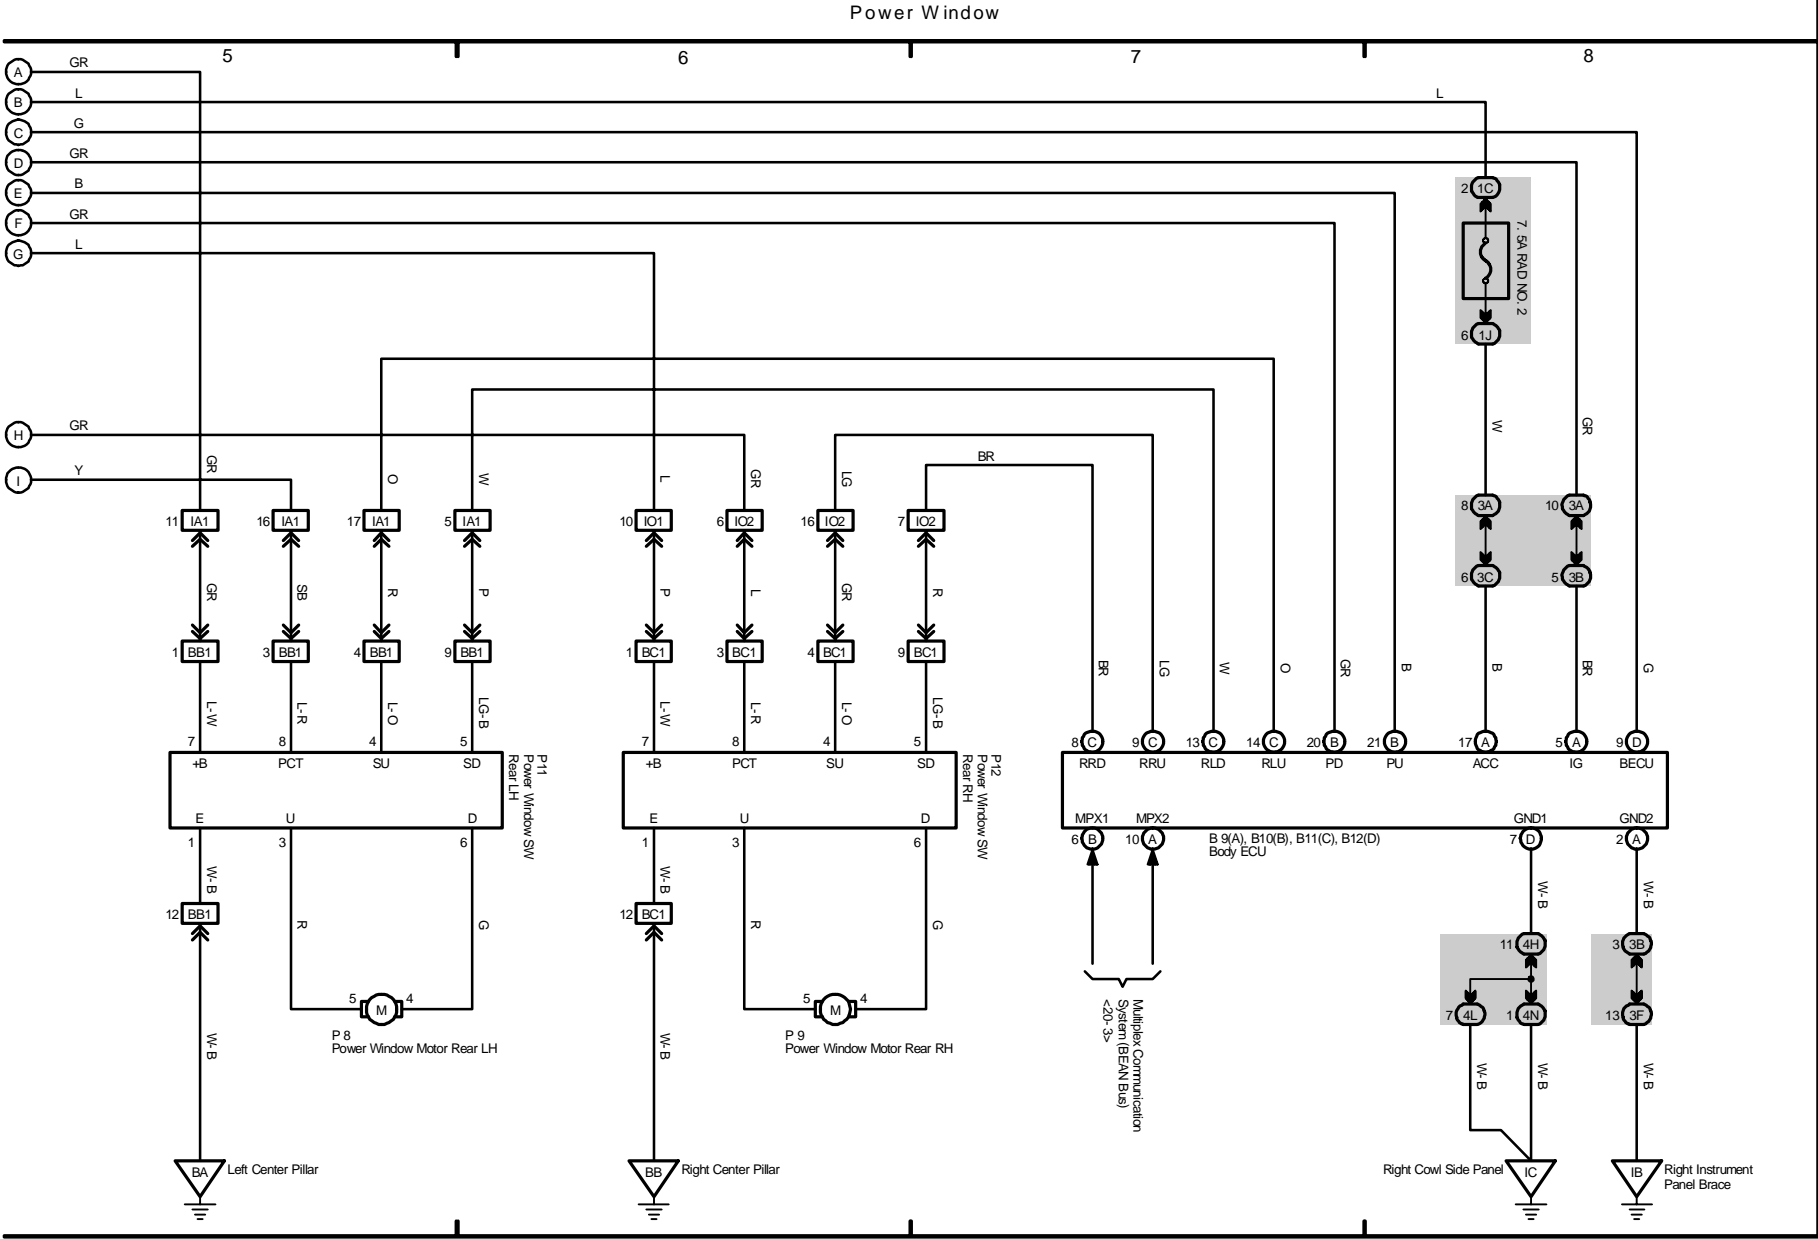 Power Window
5 6 7 8
A GR
B L L
C G
D GR
E B
F GR
G L
2 1C
7. 5A RAD NO. 2
6 1J
W GR
H GR
BR
I Y
GR O W L GR LG
11 IA1 16 IA1 17 IA1 5 IA1 10 IO1 6 IO2 16 IO2 7 IO2
8 3A 10 3A
6 3C 5 3B
GR SB R P P L GR R
1 BB1 3 BB1 4 BB1 9 BB1 1 BC1 3 BC1 4 BC1 9 BC1
BR LG W O GR B B BR G
L-W L-R L-O LG-B L-W L-R L-O LG-B
7 8 4 5 7 8 4 5
8 C 9 C 13 C 14 C 20 B 21 B 17 A 5 A 9 D
+B PCT SU SD
P11
Power Window SW
Rear LH
+B PCT SU SD
P12
Power Window SW
Rear RH
RRD RRU RLD RLU PD PU ACC IG BECU
E U D E U D
MPX1 MPX2 GND1 GND2
1 3 6 1 3 6
6 B 10 A
B 9(A), B10(B), B11(C), B12(D)
Body ECU
7 D 2 A
W-B W-B W-B W-B
12 BB1 12 BC1
R G R G
11 4H 3 3B
5 M 4 5 M 4
7 4L 1 4N 13 3F
P 8
Power Window Motor Rear LH
P 9
Power Window Motor Rear RH
W-B W-B
Multiplex Communication
System (BEAN Bus)
<20-3>
W-B W-B W-B
BA Left Center Pillar
BB Right Center Pillar
Right Cowl Side Panel IC
IB Right Instrument
Panel Brace